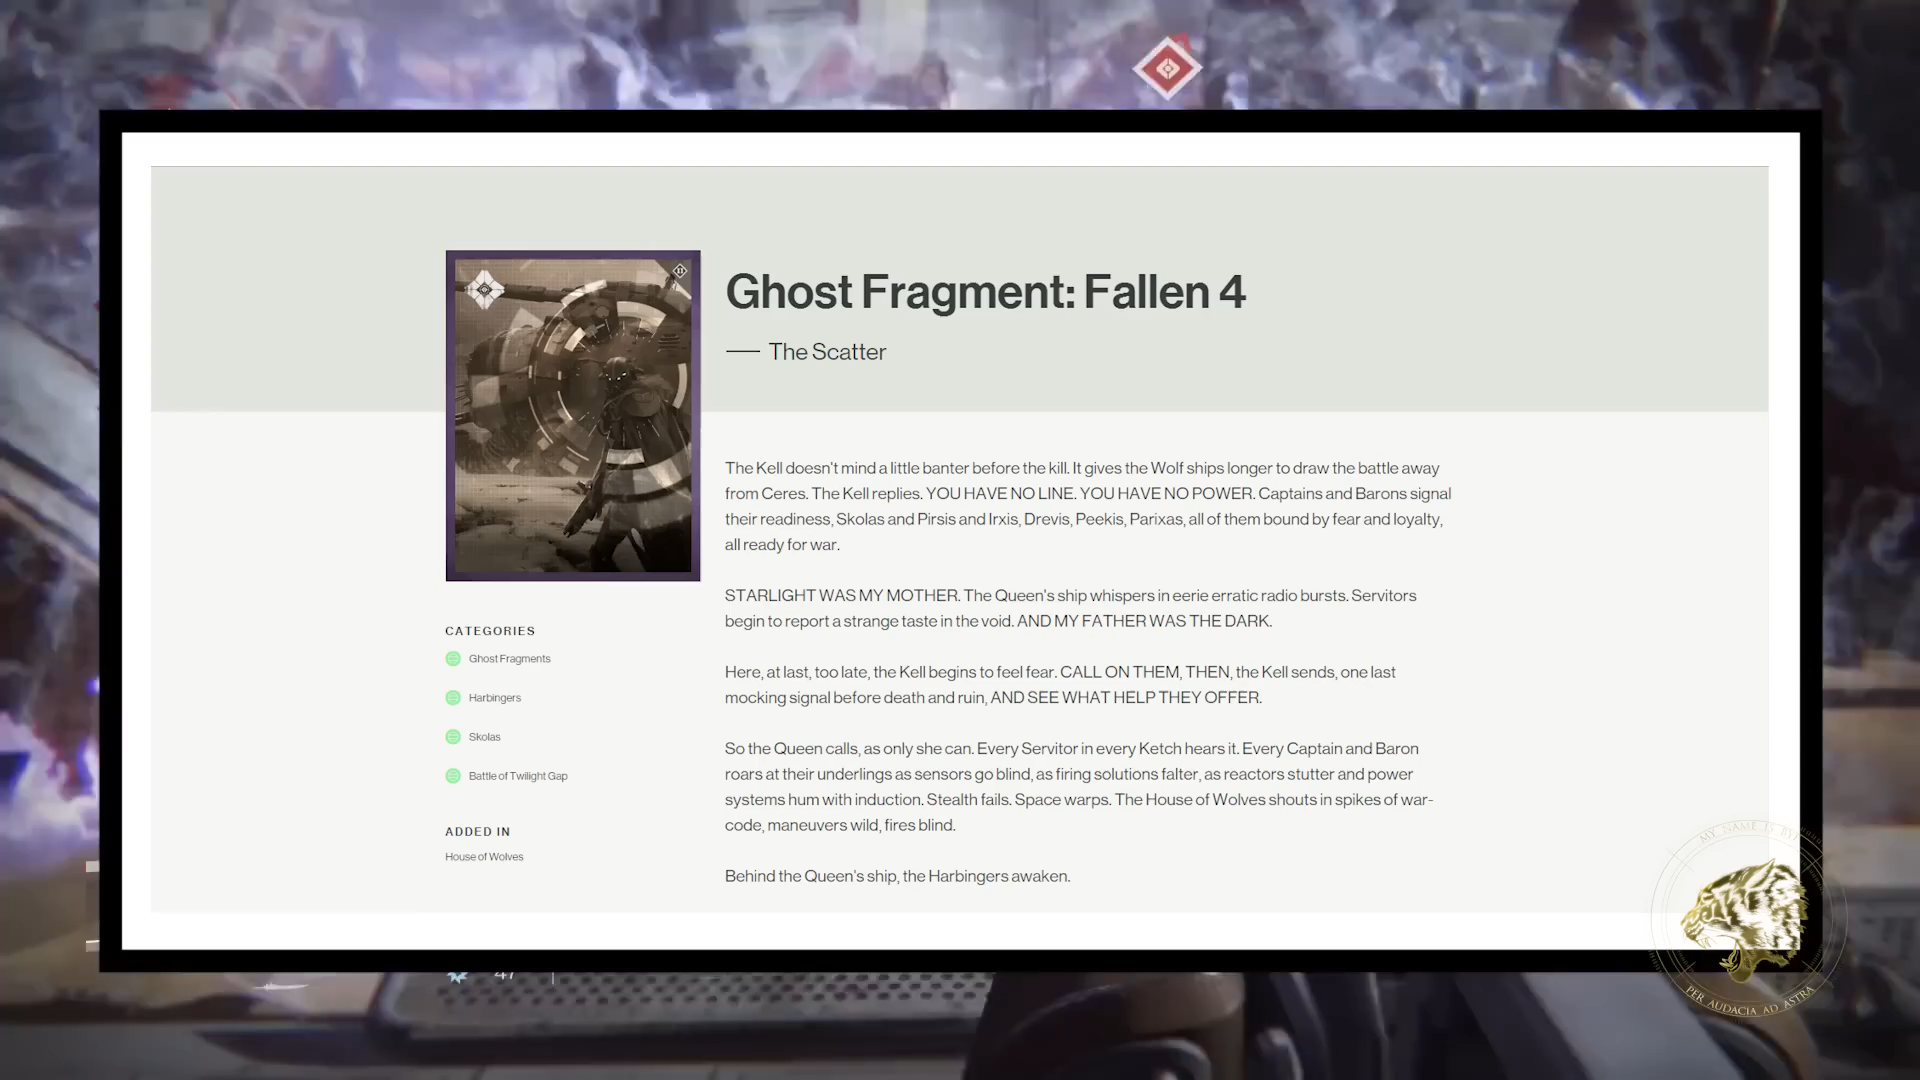 Ghost Fragment: Fallen 4
— The Scatter
The Kell doesn't mind a little banter before the kill. It gives the Wolf ships longer to draw the battle away
from Ceres. The Kell replies. YOU HAVE NO LINE. YOU HAVE NO POWER. Captains and Barons signal
their readiness, Skolas and Pirsis and Irxis, Drevis, Peekis, Parixas, all of them bound by fear and loyalty,
all ready for war.
STARLIGHT WAS MY MOTHER. The Queen's ship whispers in eerie erratic radio bursts. Servitors
begin to report a strange taste in the void. AND MY FATHER WAS THE DARK.
Here, at last, too late, the Kell begins to feel fear. CALL ON THEM, THEN, the Kell sends, one last
mocking signal before death and ruin, AND SEE WHAT HELP THEY OFFER.
So the Queen calls, as only she can. Every Servitor in every Ketch hears it. Every Captain and Baron
roars at their underlings as sensors go blind, as firing solutions falter, as reactors stutter and power
systems hum with induction. Stealth fails. Space warps. The House of Wolves shouts in spikes of war-
code, maneuvers wild, fires blind.
Behind the Queen's ship, the Harbingers awaken.
CATEGORIES
Ghost Fragments
Harbingers
Skolas
Battle of Twilight Gap
ADDED IN
House of Wolves
47
MY NAME IS BYF
PER AUDACIA AD ASTRA